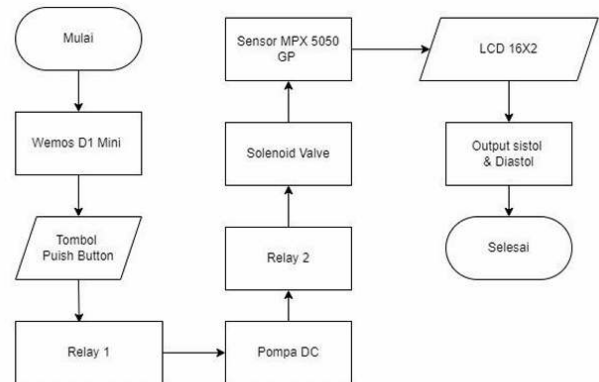 Mulai
Wemos D1 Mini
Tombol
Puish Button
Relay 1
Pompa DC
Relay 2
Solenoid Valve
Sensor MPX 5050
GP
LCD 16X2
Output sistol
& Diastol
Selesai